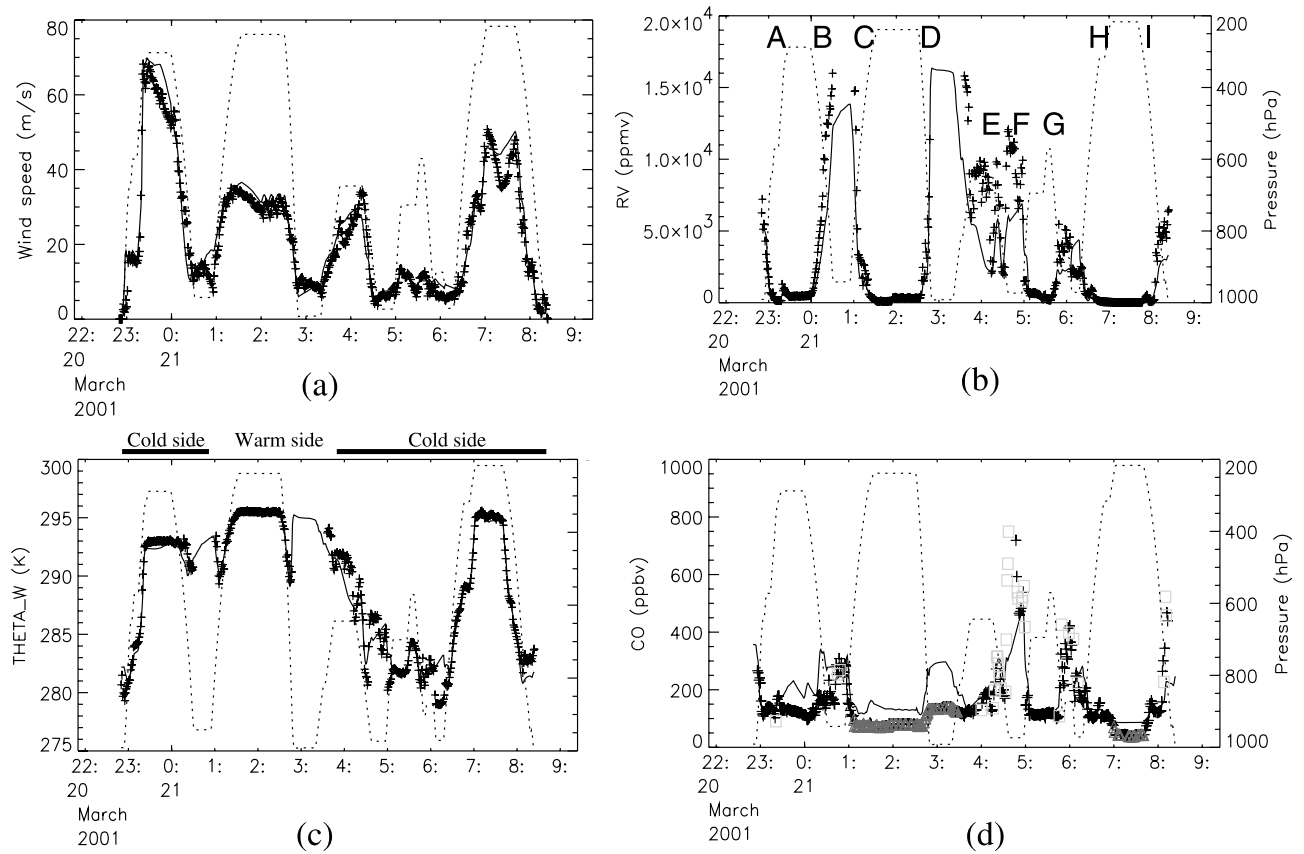 80
60
40
20
0
Wind speed (m/s)
22: 23: 0: 1: 2: 3: 4: 5: 6: 7: 8: 9:
20 21
March
2001
(a)
2.0×10⁴
1.6×10⁴
1.2×10⁴
1.0×10⁴
5.0×10³
0
RV (ppmv)
A B C D E F G H I
200
400
600
800
1000
Pressure (hPa)
22: 23: 0: 1: 2: 3: 4: 5: 6: 7: 8: 9:
20 21
March
2001
(b)
Cold side Warm side Cold side
300
295
290
285
280
275
THETA_W (K)
22: 23: 0: 1: 2: 3: 4: 5: 6: 7: 8: 9:
20 21
March
2001
(c)
1000
800
600
400
200
0
CO (ppbv)
200
400
600
800
1000
Pressure (hPa)
22: 23: 0: 1: 2: 3: 4: 5: 6: 7: 8: 9:
20 21
March
2001
(d)